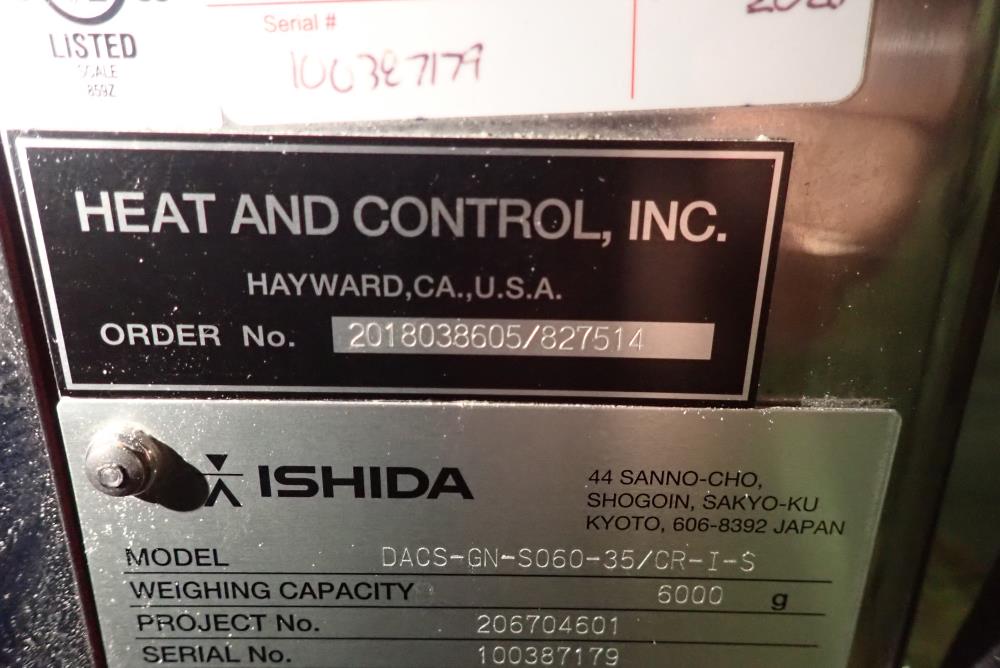 LISTED
SCALE
859Z
Serial #
100387179
HEAT AND CONTROL, INC.
HAYWARD,CA.,U.S.A.
ORDER No. 2018038605/827514
ISHIDA
44 SANNO-CHO,
SHOGOIN, SAKYO-KU
KYOTO, 606-8392 JAPAN
MODEL DACS-GN-S060-35/CR-I-S
WEIGHING CAPACITY 6000 g
PROJECT No. 206704601
SERIAL No. 100387179